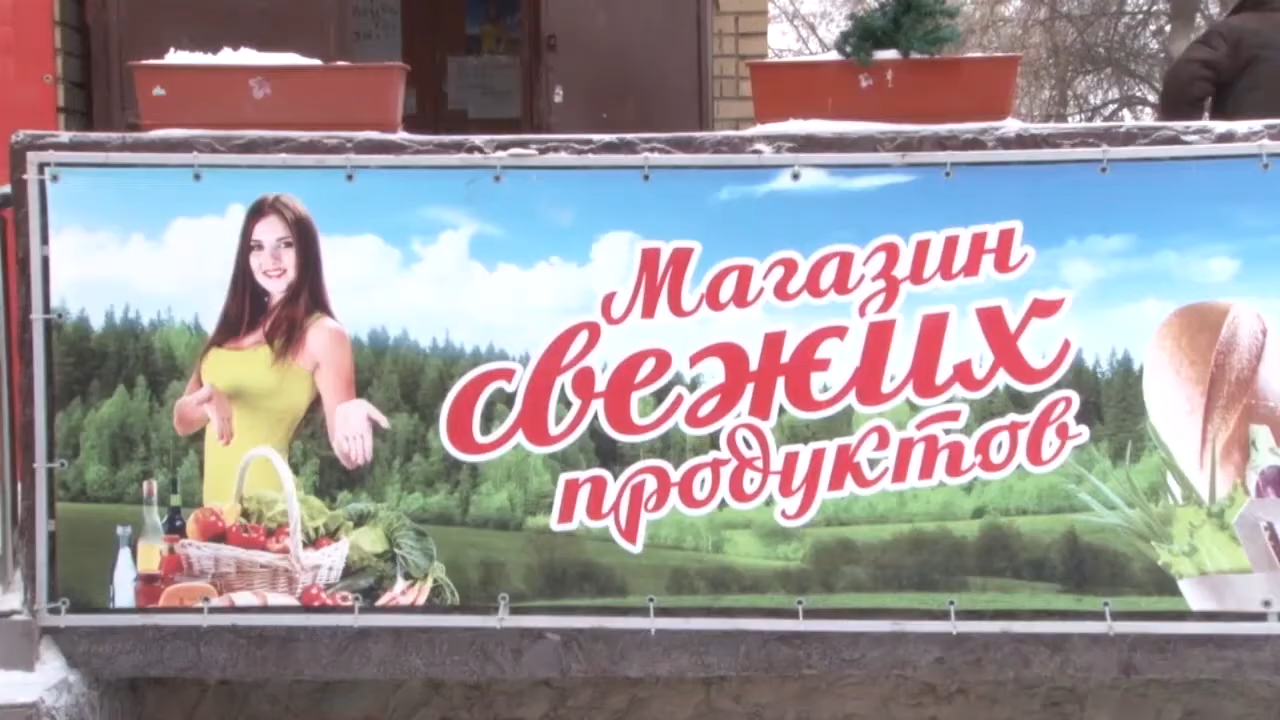 Магазин
свежих
продуктов